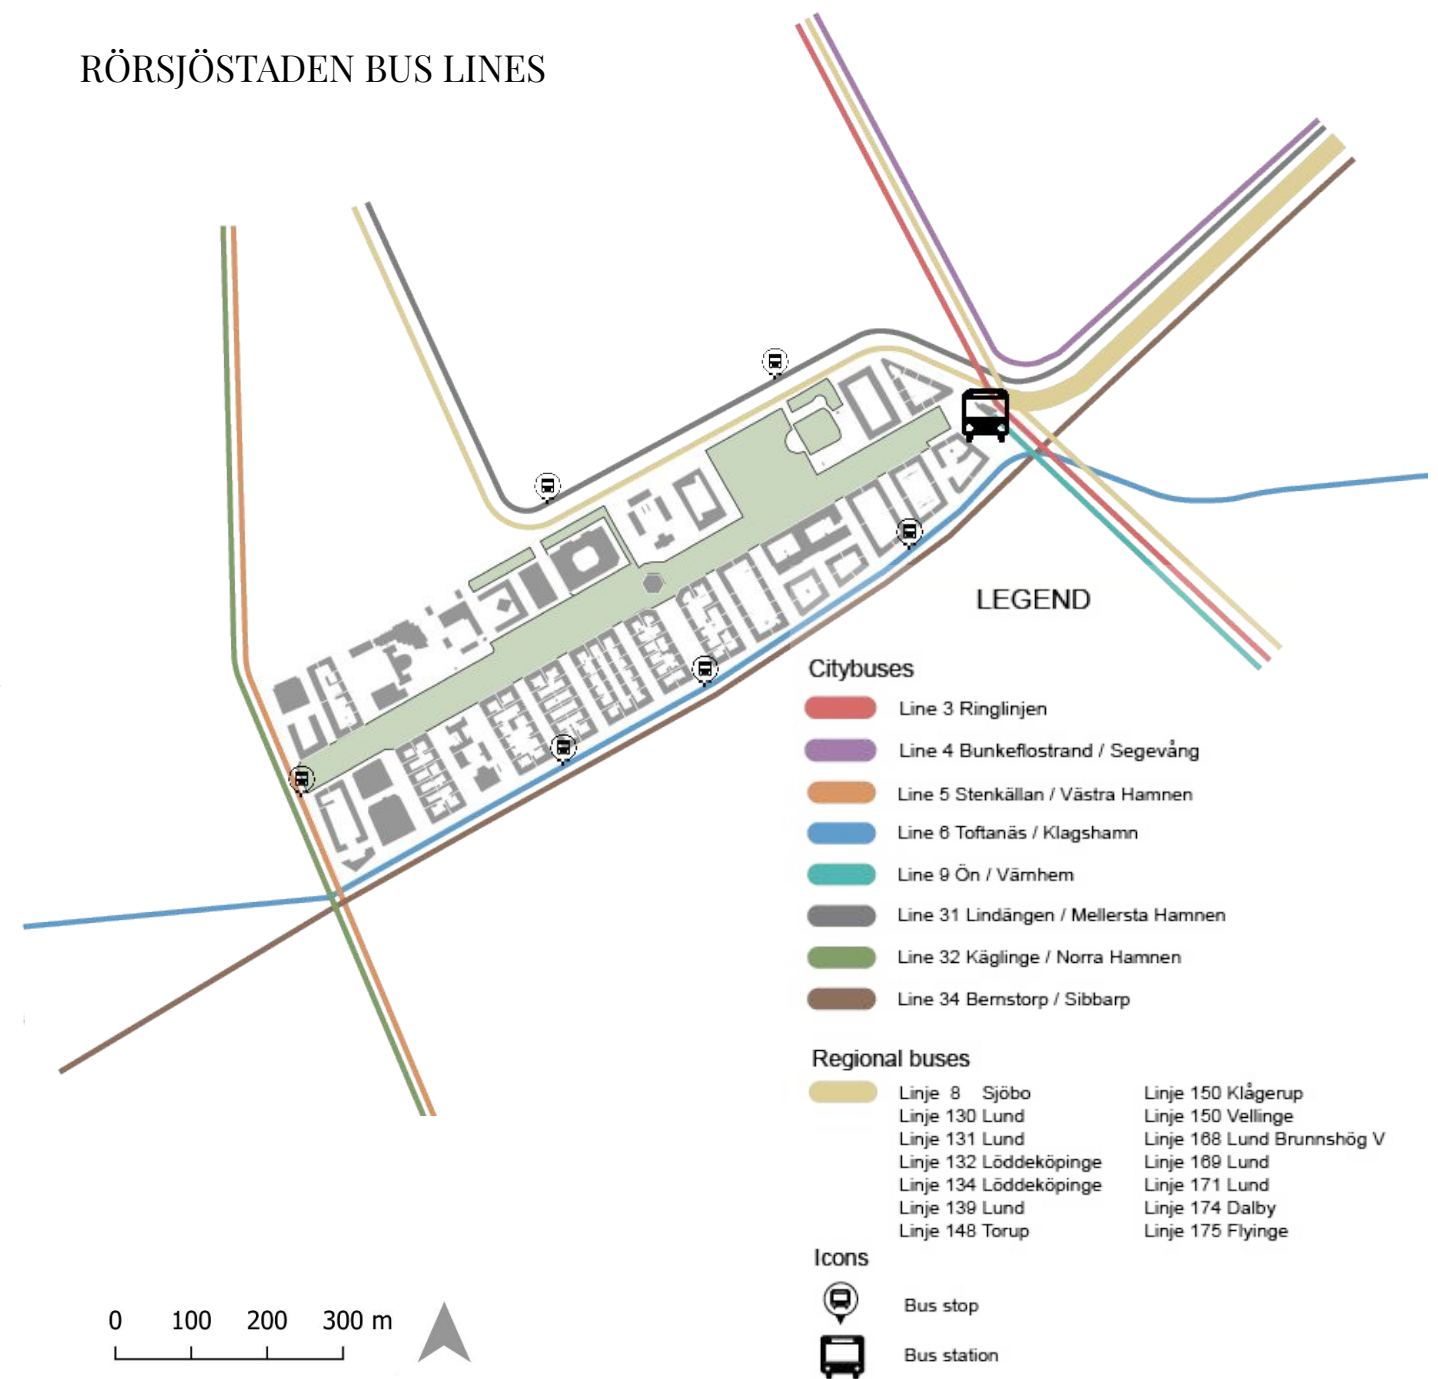 RÖRSJÖSTADEN BUS LINES
LEGEND
Citybuses
Line 3 Ringlinjen
Line 4 Bunkeflostrand / Segevång
Line 5 Stenkällan / Västra Hamnen
Line 6 Toftanäs / Klagshamn
Line 9 Ön / Värnhem
Line 31 Lindängen / Mellersta Hamnen
Line 32 Käglinge / Norra Hamnen
Line 34 Bernstorp / Sibbarp
Regional buses
Linje 8 Sjöbo
Linje 130 Lund
Linje 131 Lund
Linje 132 Löddeköpinge
Linje 134 Löddeköpinge
Linje 139 Lund
Linje 148 Torup
Linje 150 Klågerup
Linje 150 Vellinge
Linje 168 Lund Brunnshög V
Linje 169 Lund
Linje 171 Lund
Linje 174 Dalby
Linje 175 Flyinge
Icons
Bus stop
Bus station
0 100 200 300 m